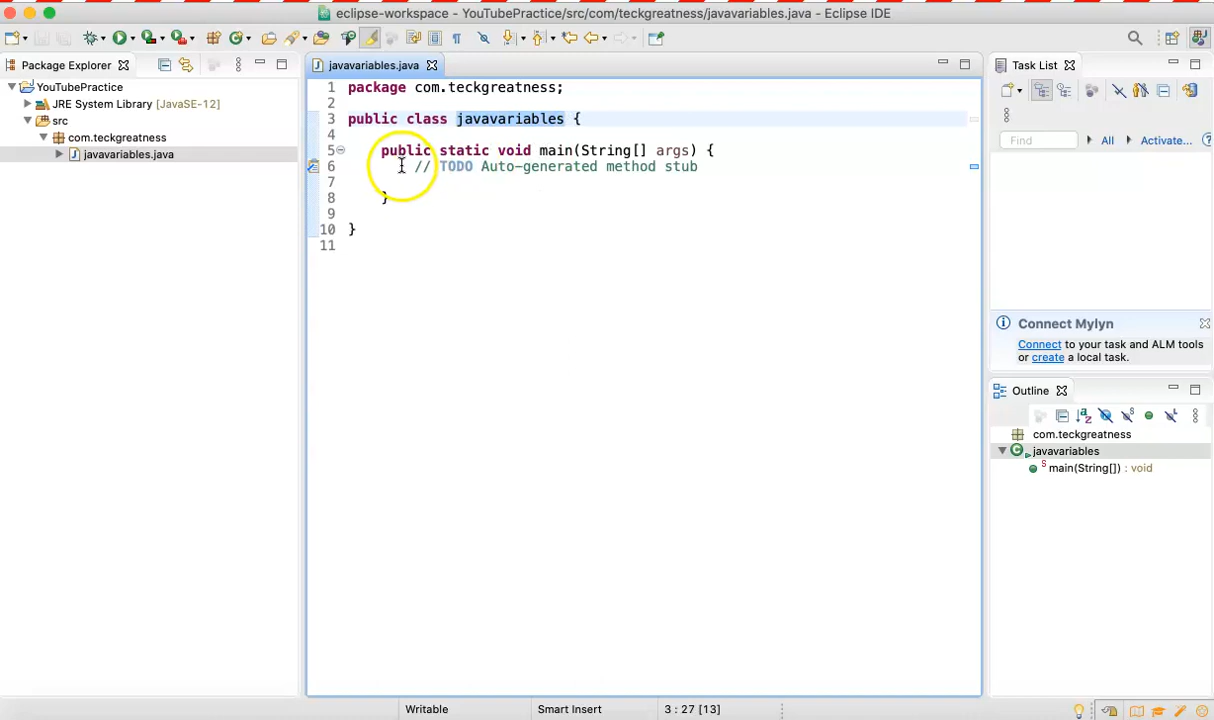 eclipse-workspace - YouTubePractice/src/com/teckgreatness/javavariables.java - Eclipse IDE
Package Explorer
YouTubePractice
JRE System Library [JavaSE-12]
src
com.teckgreatness
javavariables.java
javavariables.java
1 package com.teckgreatness;
2
3 public class javavariables {
4
5 public static void main(String[] args) {
6 // TODO Auto-generated method stub
7
8 }
9
10 }
11
Task List
Find All Activate...
Connect Mylyn
Connect to your task and ALM tools
or create a local task.
Outline
com.teckgreatness
javavariables
main(String[]) : void
Writable Smart Insert 3 : 27 [13]